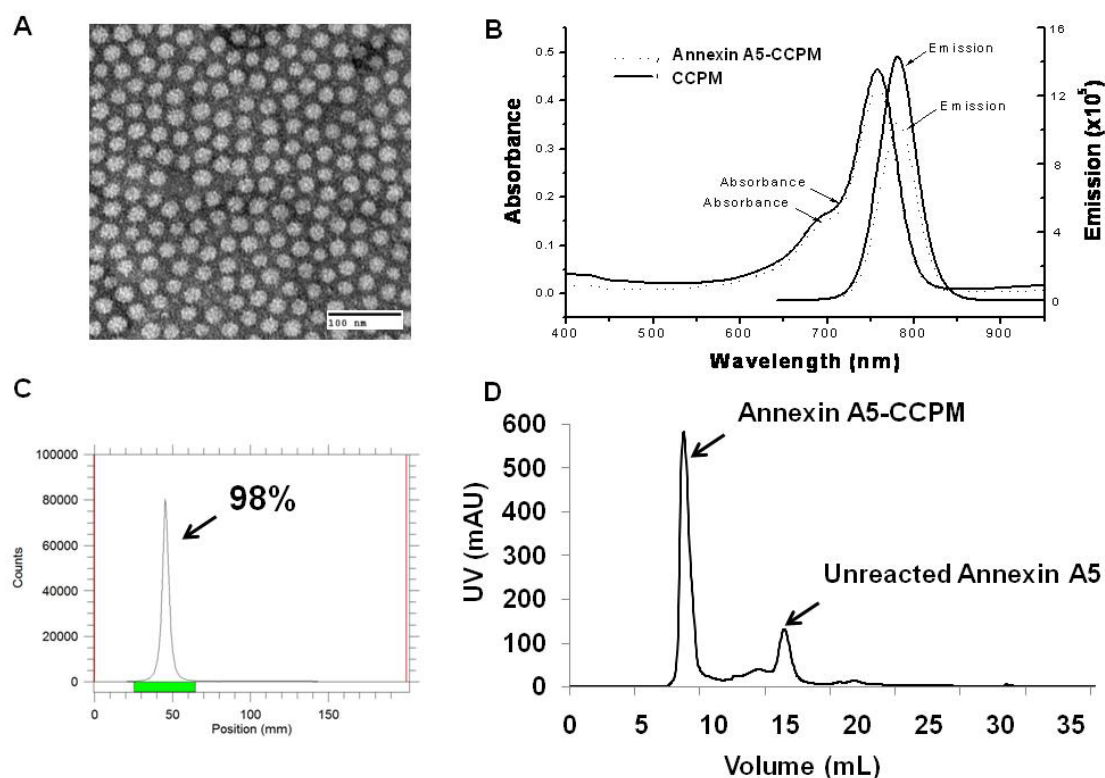 A
100 nm
B
Annexin A5-CCPM
CCPM
Emission
Emission
Absorbance
Absorbance
0.5
0.4
0.3
0.2
0.1
0.0
Absorbance
16
12
8
4
0
Emission (x10⁵)
400 500 600 700 800 900
Wavelength (nm)
C
100000
80000
60000
40000
20000
0
Counts
98%
0 50 100 150
Position (mm)
D
600
500
400
300
200
100
0
UV (mAU)
Annexin A5-CCPM
Unreacted Annexin A5
0 5 10 15 20 25 30 35
Volume (mL)